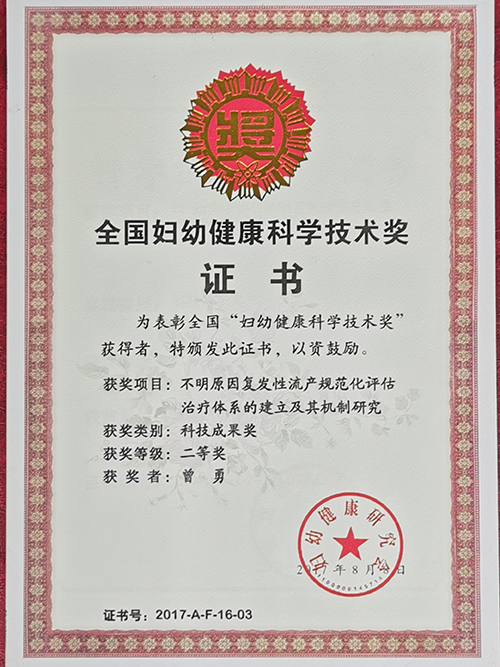 奖
全国妇幼健康科学技术奖
证书
为表彰全国“妇幼健康科学技术奖”
获得者，特颁发此证书，以资鼓励。
获奖项目：不明原因复发性流产规范化评估
治疗体系的建立及其机制研究
获奖类别：科技成果奖
获奖等级：二等奖
获奖者：曾勇
妇幼健康研究会
2017年8月 日
证书号：2017-A-F-16-03